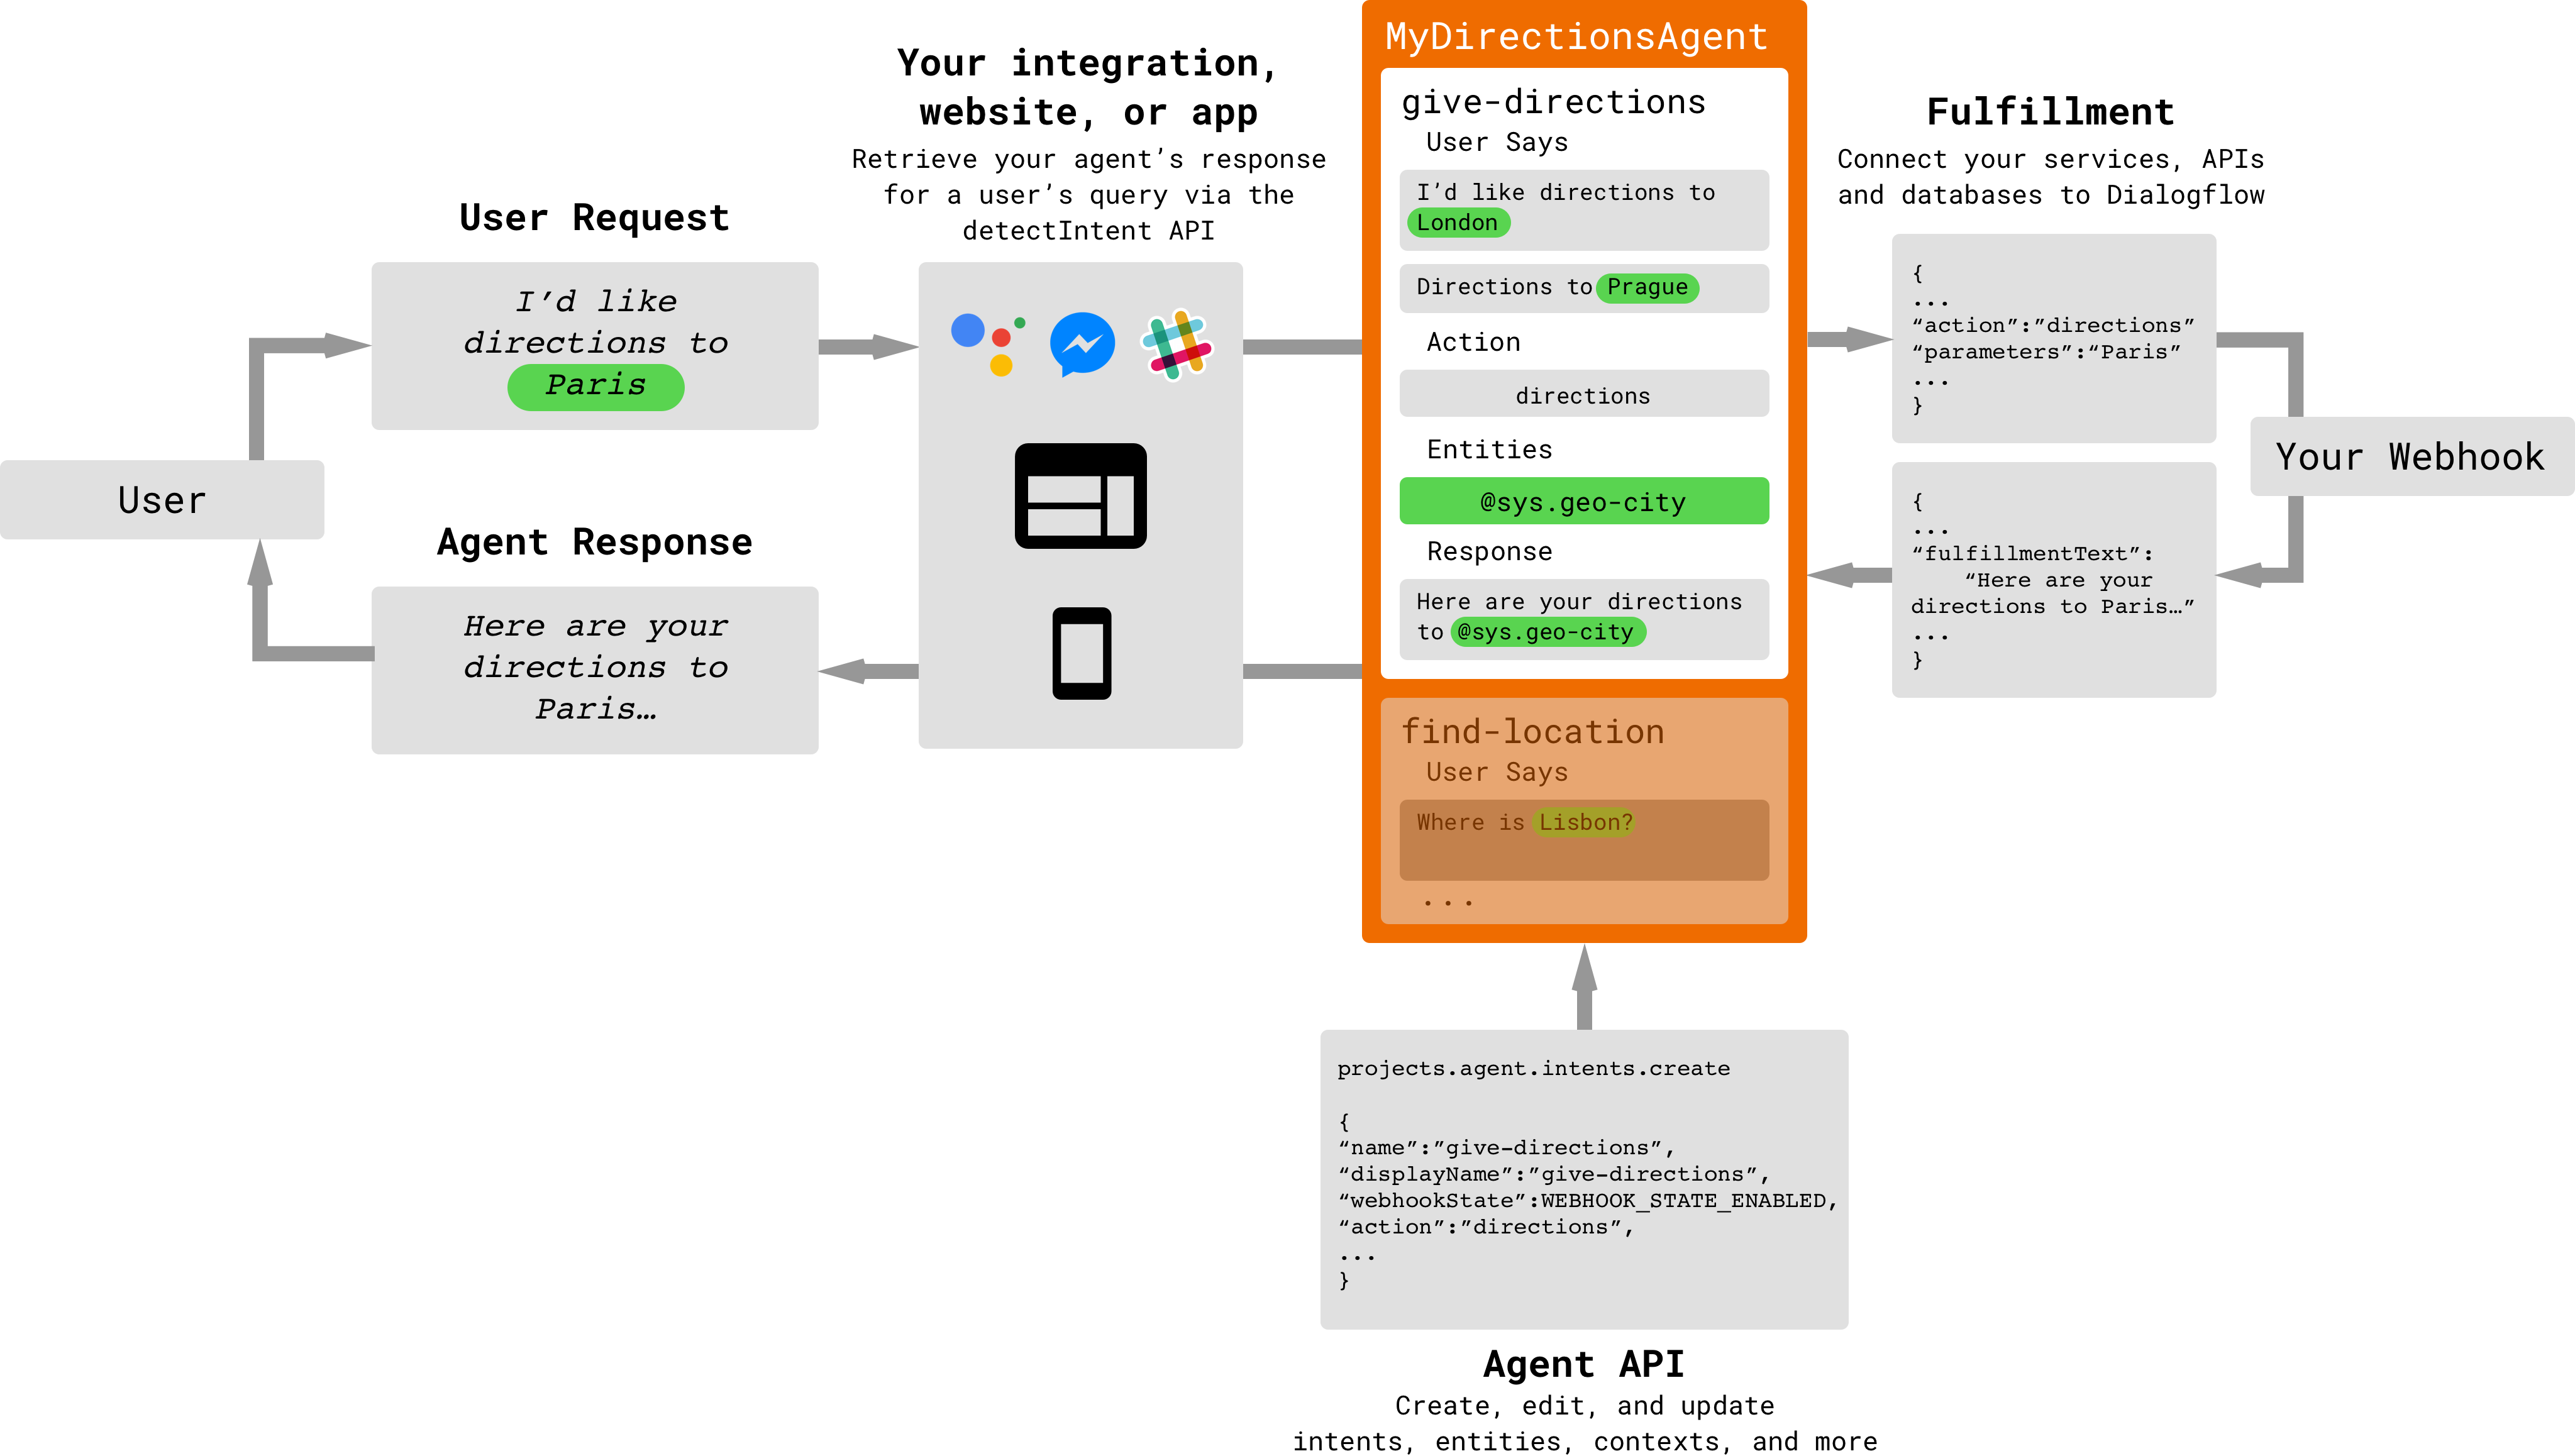 User
User Request
I’d like
directions to
Paris
Agent Response
Here are your
directions to
Paris…
Your integration,
website, or app
Retrieve your agent’s response
for a user’s query via the
detectIntent API
MyDirectionsAgent
give-directions
User Says
I’d like directions to
London
Directions to Prague
Action
directions
Entities
@sys.geo-city
Response
Here are your directions
to @sys.geo-city
find-location
User Says
Where is Lisbon?
...
Fulfillment
Connect your services, APIs
and databases to Dialogflow
{
...
“action”:”directions”
“parameters”:“Paris”
...
}
Your Webhook
{
...
“fulfillmentText”:
“Here are your
directions to Paris…”
...
}
projects.agent.intents.create
{
“name”:”give-directions”,
“displayName”:”give-directions”,
“webhookState”:WEBHOOK_STATE_ENABLED,
“action”:”directions”,
...
}
Agent API
Create, edit, and update
intents, entities, contexts, and more